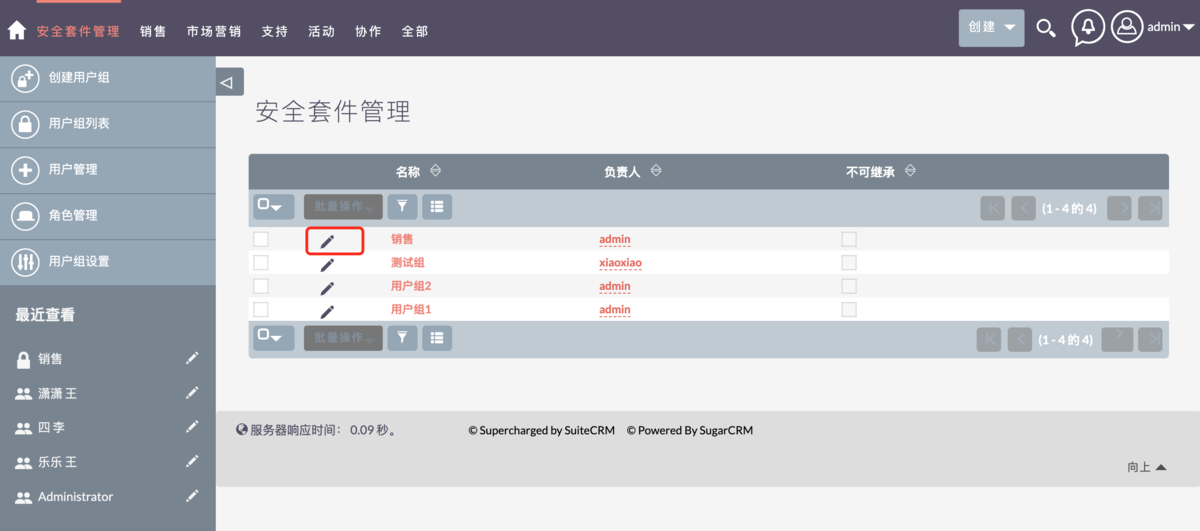 安全套件管理 销售 市场营销 支持 活动 协作 全部 创建 admin
创建用户组
用户组列表
用户管理
角色管理
用户组设置
最近查看
销售
潇潇 王
四 李
乐乐 王
Administrator
安全套件管理
名称 负责人 不可继承
批量操作 (1 - 4 的 4)
销售 admin
测试组 xiaoxiao
用户组2 admin
用户组1 admin
批量操作 (1 - 4 的 4)
服务器响应时间： 0.09 秒。 © Supercharged by SuiteCRM © Powered By SugarCRM
向上